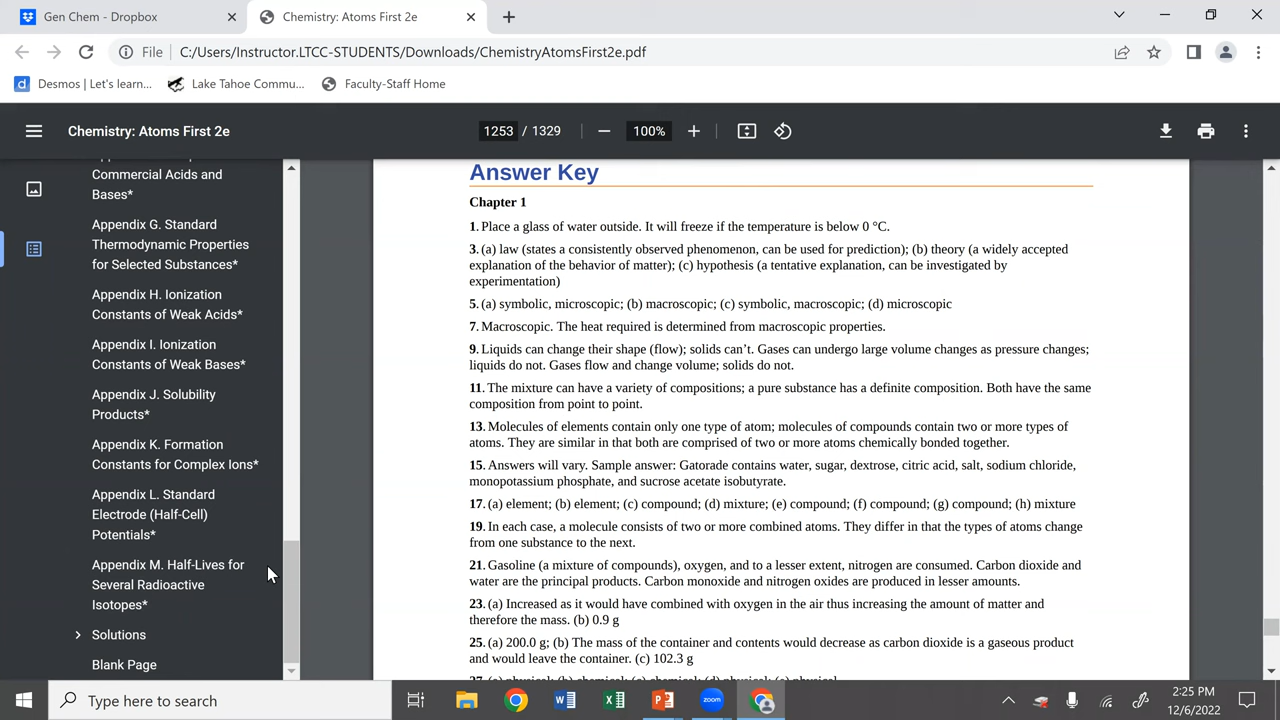 Gen Chem - Dropbox
Chemistry: Atoms First 2e
File
C:/Users/Instructor.LTCC-STUDENTS/Downloads/ChemistryAtomsFirst2e.pdf
Desmos | Let's learn...
Lake Tahoe Commu...
Faculty-Staff Home
Chemistry: Atoms First 2e
1253 / 1329
100%
Commercial Acids and
Bases*
Appendix G. Standard
Thermodynamic Properties
for Selected Substances*
Appendix H. Ionization
Constants of Weak Acids*
Appendix I. Ionization
Constants of Weak Bases*
Appendix J. Solubility
Products*
Appendix K. Formation
Constants for Complex Ions*
Appendix L. Standard
Electrode (Half-Cell)
Potentials*
Appendix M. Half-Lives for
Several Radioactive
Isotopes*
Solutions
Blank Page
Answer Key
Chapter 1
1. Place a glass of water outside. It will freeze if the temperature is below 0 °C.
3. (a) law (states a consistently observed phenomenon, can be used for prediction); (b) theory (a widely accepted
explanation of the behavior of matter); (c) hypothesis (a tentative explanation, can be investigated by
experimentation)
5. (a) symbolic, microscopic; (b) macroscopic; (c) symbolic, macroscopic; (d) microscopic
7. Macroscopic. The heat required is determined from macroscopic properties.
9. Liquids can change their shape (flow); solids can’t. Gases can undergo large volume changes as pressure changes;
liquids do not. Gases flow and change volume; solids do not.
11. The mixture can have a variety of compositions; a pure substance has a definite composition. Both have the same
composition from point to point.
13. Molecules of elements contain only one type of atom; molecules of compounds contain two or more types of
atoms. They are similar in that both are comprised of two or more atoms chemically bonded together.
15. Answers will vary. Sample answer: Gatorade contains water, sugar, dextrose, citric acid, salt, sodium chloride,
monopotassium phosphate, and sucrose acetate isobutyrate.
17. (a) element; (b) element; (c) compound; (d) mixture; (e) compound; (f) compound; (g) compound; (h) mixture
19. In each case, a molecule consists of two or more combined atoms. They differ in that the types of atoms change
from one substance to the next.
21. Gasoline (a mixture of compounds), oxygen, and to a lesser extent, nitrogen are consumed. Carbon dioxide and
water are the principal products. Carbon monoxide and nitrogen oxides are produced in lesser amounts.
23. (a) Increased as it would have combined with oxygen in the air thus increasing the amount of matter and
therefore the mass. (b) 0.9 g
25. (a) 200.0 g; (b) The mass of the container and contents would decrease as carbon dioxide is a gaseous product
and would leave the container. (c) 102.3 g
Type here to search
2:25 PM
12/6/2022